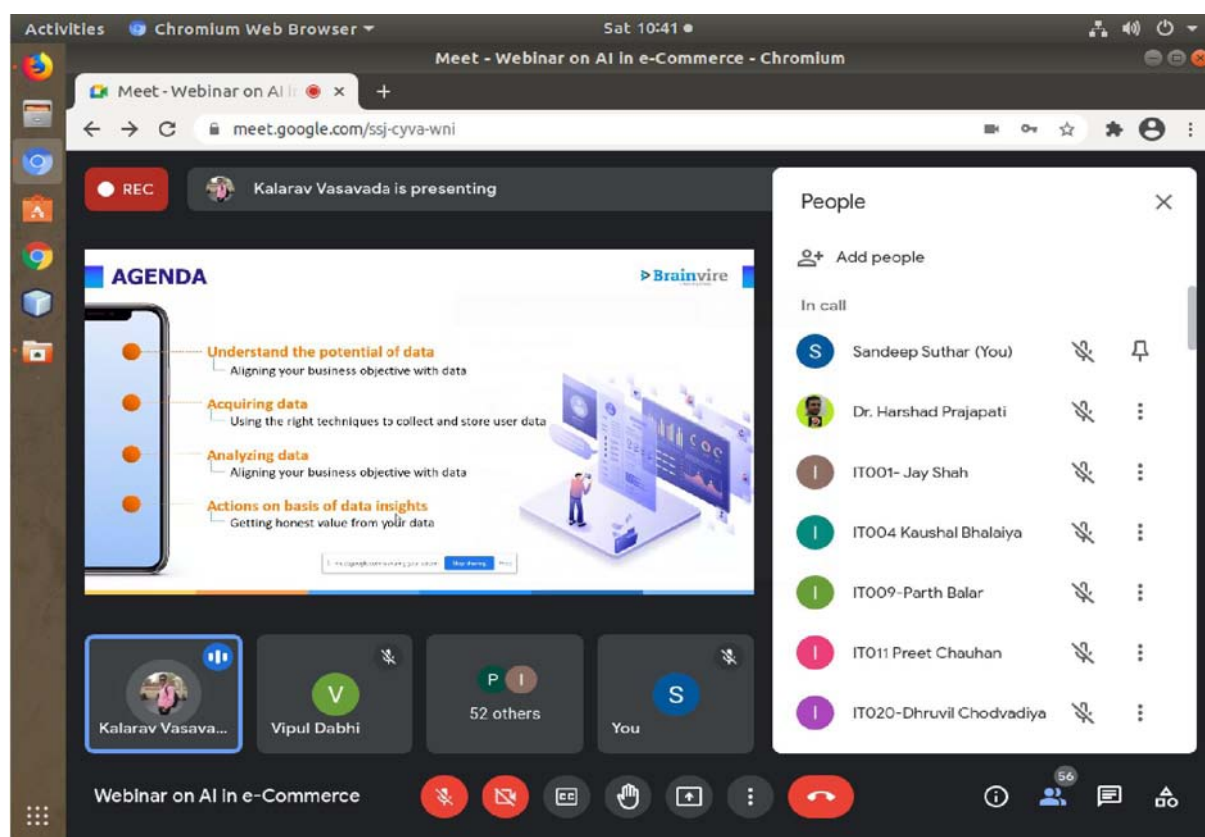 Activities Chromium Web Browser Sat 10:41
Meet - Webinar on AI in e-Commerce - Chromium
Meet - Webinar on AI i
meet.google.com/ssj-cyva-wni
REC
Kalarav Vasavada is presenting
AGENDA
Brainvire
Understand the potential of data
Aligning your business objective with data
Acquiring data
Using the right techniques to collect and store user data
Analyzing data
Aligning your business objective with data
Actions on basis of data insights
Getting honest value from your data
Stop sharing
Kalarav Vasava...
V
Vipul Dabhi
P I
52 others
S
You
People
Add people
In call
S Sandeep Suthar (You)
Dr. Harshad Prajapati
I IT001- Jay Shah
I IT004 Kaushal Bhalaiya
I IT009-Parth Balar
I IT011 Preet Chauhan
I IT020-Dhruvil Chodvadiya
Webinar on AI in e-Commerce
CC
56